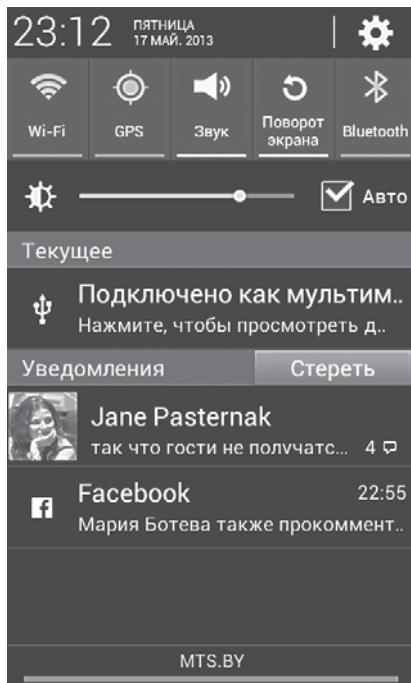 23:12 ПЯТНИЦА
17 МАЙ. 2013
Wi-Fi GPS Звук Поворот экрана Bluetooth
Авто
Текущее
Подключено как мультим..
Нажмите, чтобы просмотреть д..
Уведомления Стереть
Jane Pasternak
так что гости не получатс... 4
Facebook 22:55
Мария Ботева также прокоммент..
MTS.BY